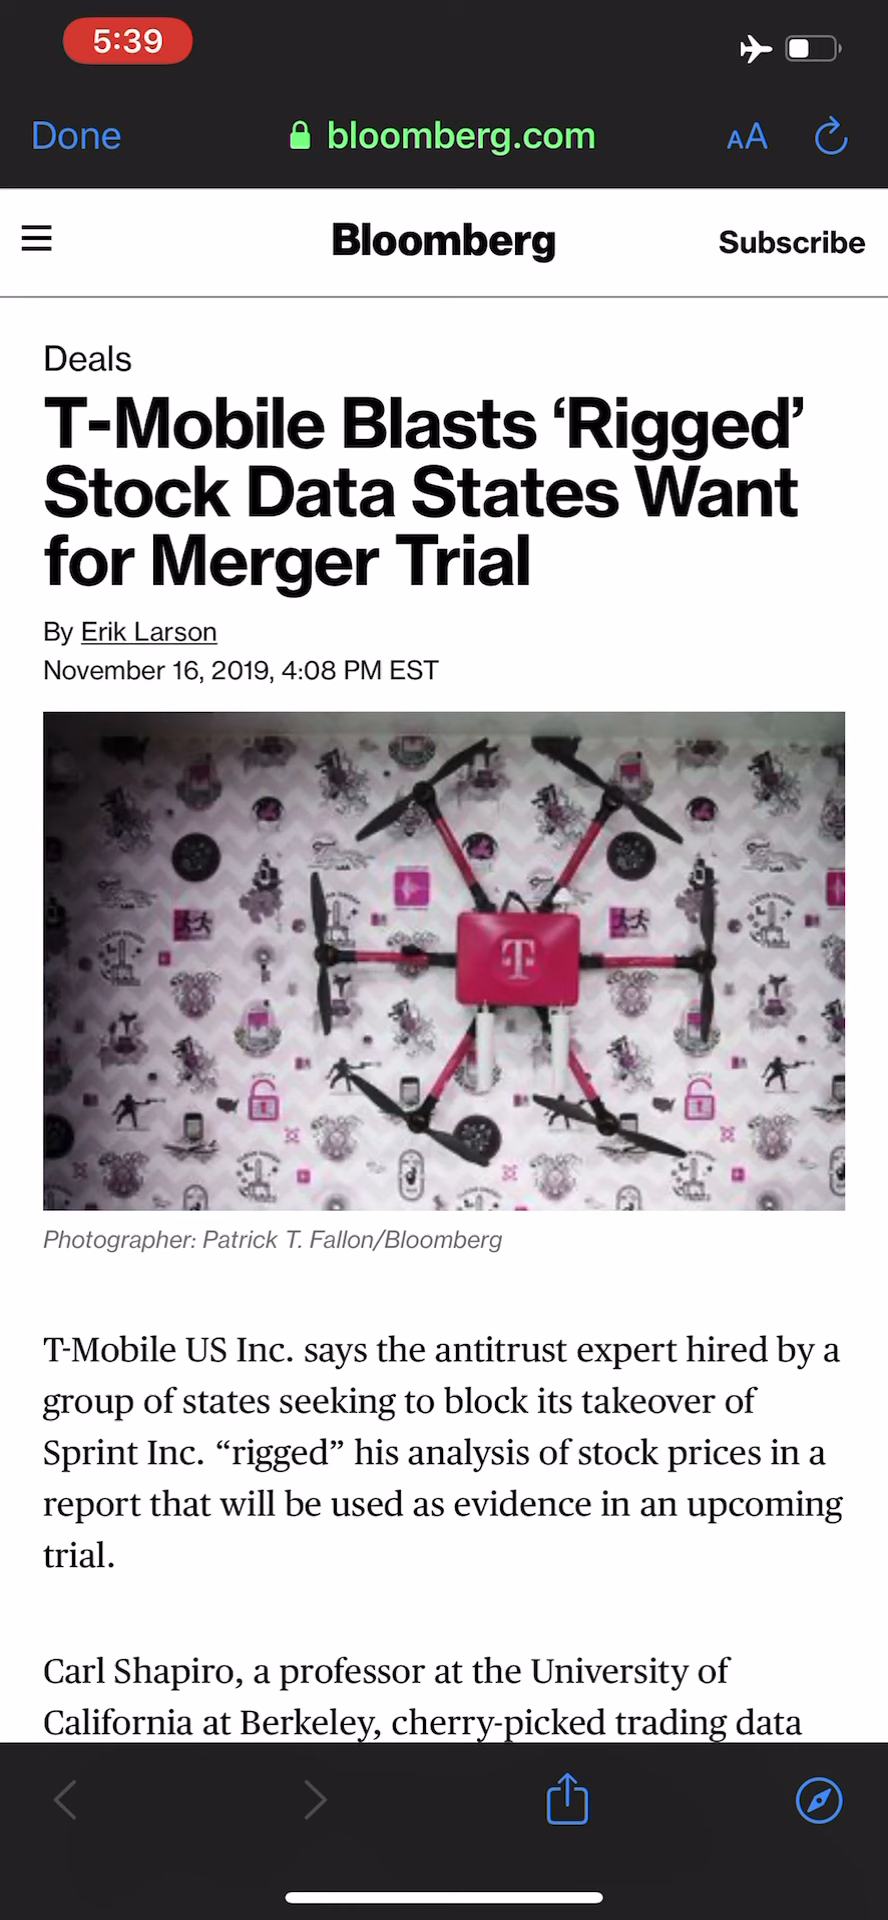 5:39
Done
bloomberg.com
AA
Bloomberg
Subscribe
Deals
T-Mobile Blasts ‘Rigged’
Stock Data States Want
for Merger Trial
By Erik Larson
November 16, 2019, 4:08 PM EST
T
Photographer: Patrick T. Fallon/Bloomberg
T-Mobile US Inc. says the antitrust expert hired by a
group of states seeking to block its takeover of
Sprint Inc. “rigged” his analysis of stock prices in a
report that will be used as evidence in an upcoming
trial.
Carl Shapiro, a professor at the University of
California at Berkeley, cherry-picked trading data